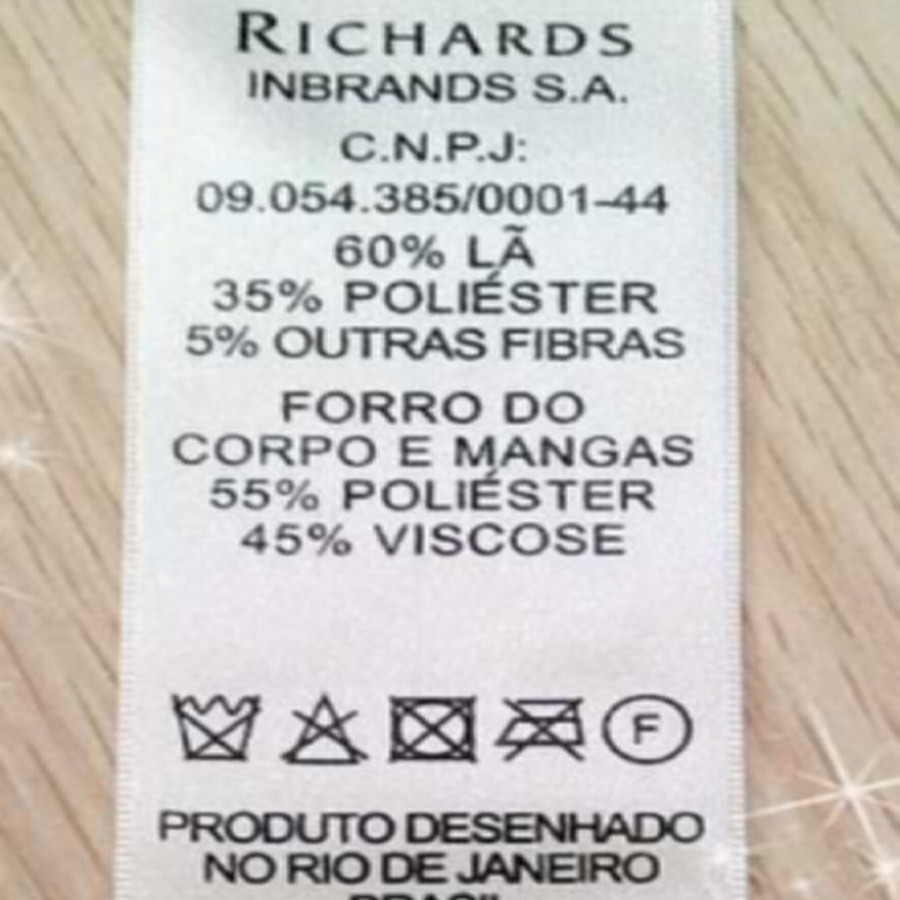 RICHARDS
INBRANDS S.A.
C.N.P.J:
09.054.385/0001-44
60% LÃ
35% POLIÉSTER
5% OUTRAS FIBRAS
FORRO DO
CORPO E MANGAS
55% POLIÉSTER
45% VISCOSE
F
PRODUTO DESENHADO
NO RIO DE JANEIRO